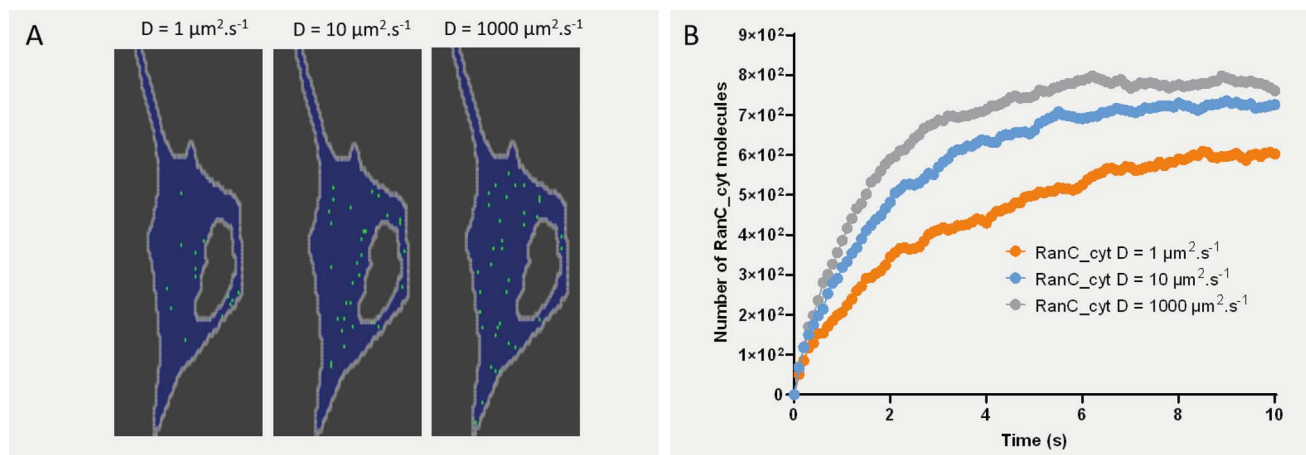 A
D = 1 µm².s⁻¹
D = 10 µm².s⁻¹
D = 1000 µm².s⁻¹
B
Number of RanC_cyt molecules
9×10²
8×10²
7×10²
6×10²
5×10²
4×10²
3×10²
2×10²
1×10²
0
RanC_cyt D = 1 µm².s⁻¹
RanC_cyt D = 10 µm².s⁻¹
RanC_cyt D = 1000 µm².s⁻¹
0 2 4 6 8 10
Time (s)